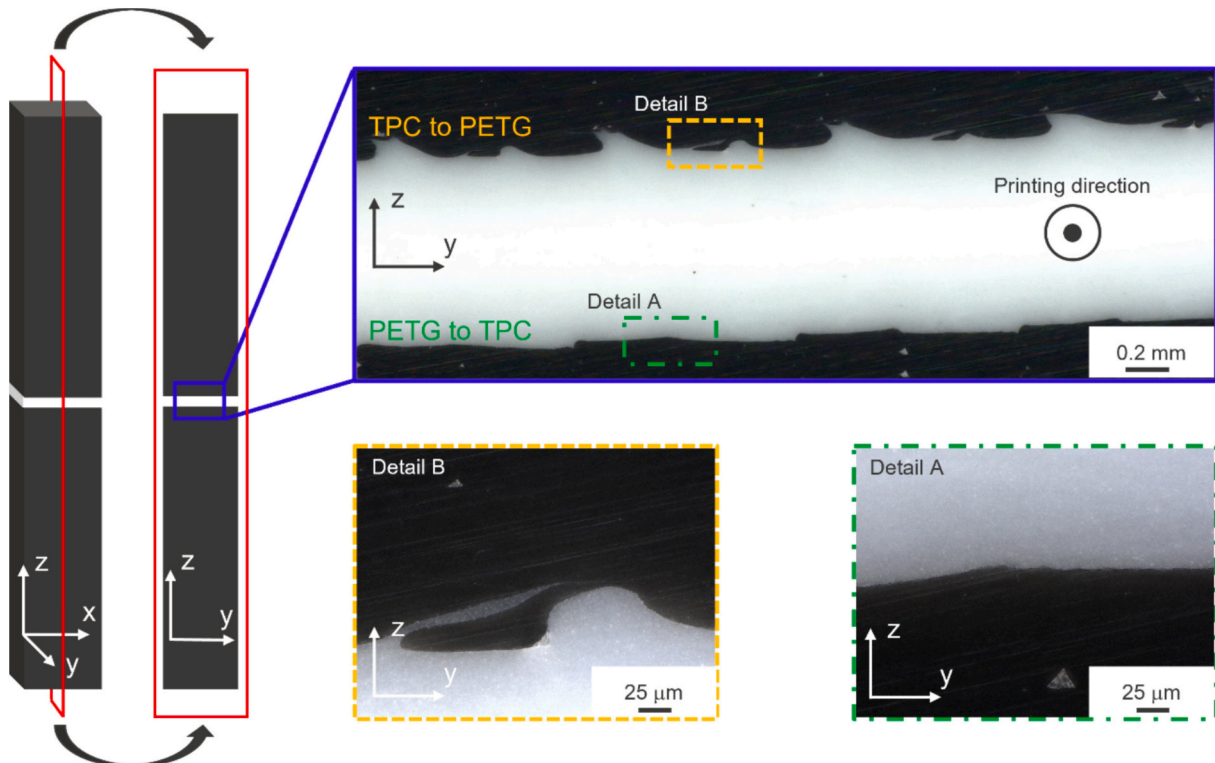 Detail B
TPC to PETG
Printing direction
z
y
Detail A
PETG to TPC
0.2 mm
z
x
y
z
y
Detail B
z
y
25 μm
Detail A
z
y
25 μm